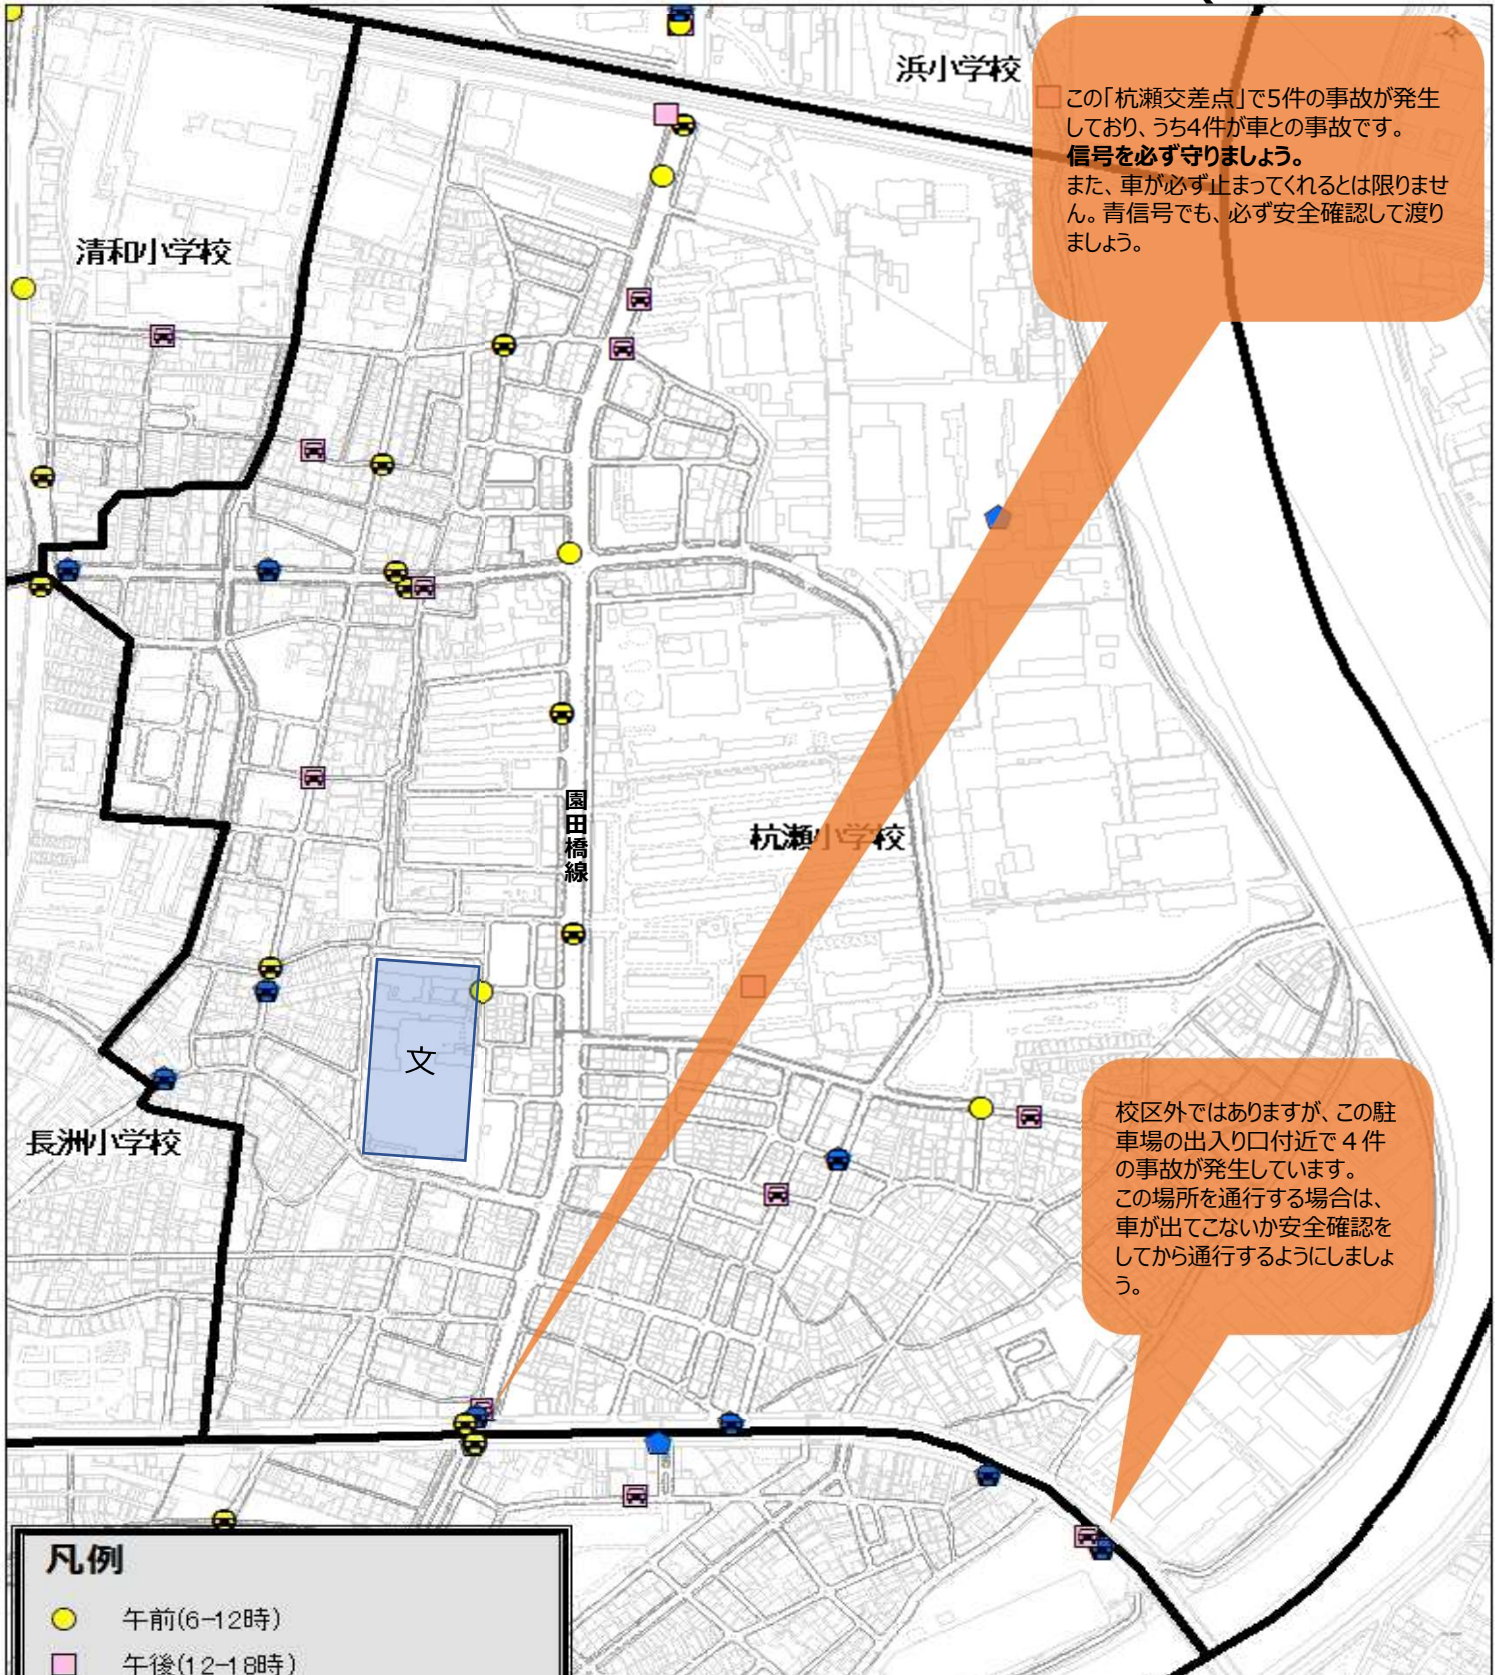 浜小学校
この「杭瀬交差点」で5件の事故が発生
しており、うち4件が車との事故です。
信号を必ず守りましょう。
また、車が必ず止まってくれるとは限りませ
ん。青信号でも、必ず安全確認して渡り
ましょう。
清和小学校
園田橋線
杭瀬小学校
文
長洲小学校
校区外ではありますが、この駐
車場の出入り口付近で４件
の事故が発生しています。
この場所を通行する場合は、
車が出てこないか安全確認を
してから通行するようにしましょ
う。
凡例
午前(6-12時)
午後(12-18時)